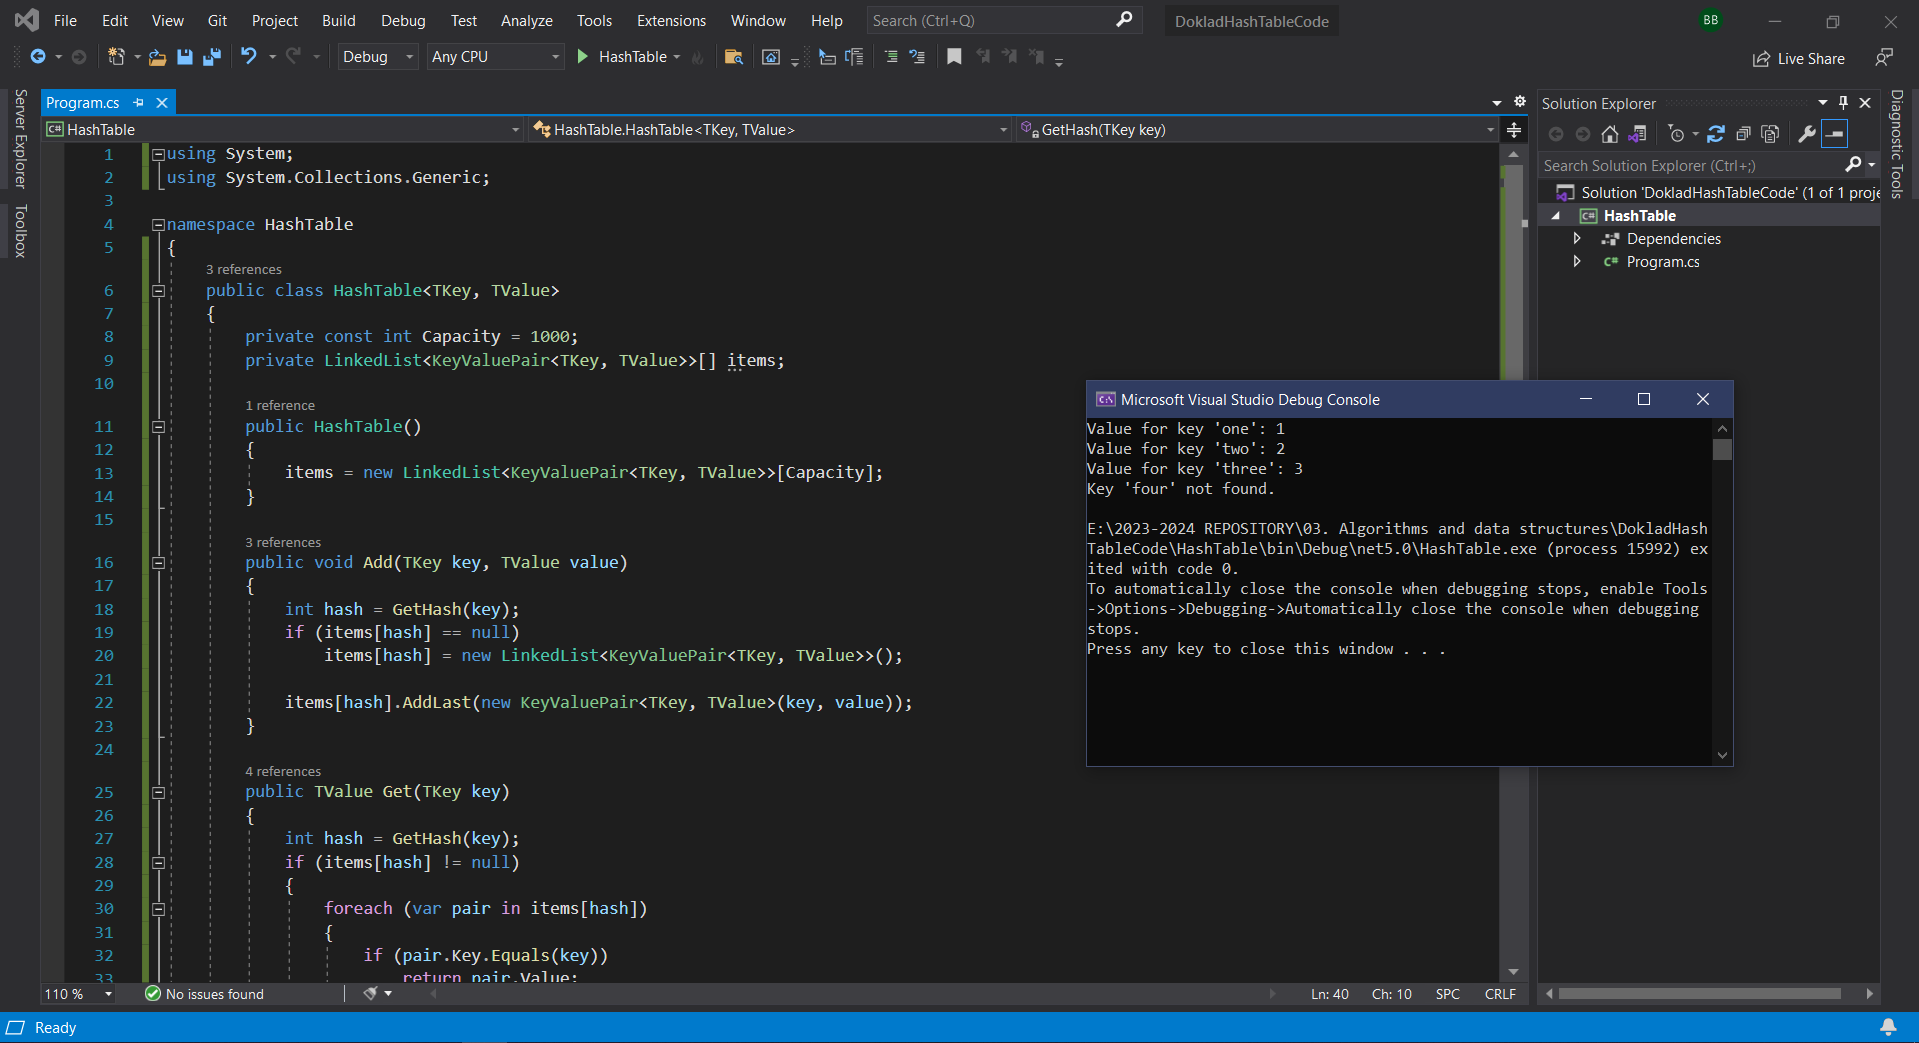 File Edit View Git Project Build Debug Test Analyze Tools Extensions Window Help Search (Ctrl+Q) DokladHashTableCode BB
Debug Any CPU HashTable Live Share
Server Explorer
Toolbox
Program.cs
HashTable HashTable.HashTable<TKey, TValue> GetHash(TKey key)
1 using System;
2 using System.Collections.Generic;
3
4 namespace HashTable
5 {
3 references
6 public class HashTable<TKey, TValue>
7 {
8 private const int Capacity = 1000;
9 private LinkedList<KeyValuePair<TKey, TValue>>[] items;
10
1 reference
11 public HashTable()
12 {
13 items = new LinkedList<KeyValuePair<TKey, TValue>>[Capacity];
14 }
15
3 references
16 public void Add(TKey key, TValue value)
17 {
18 int hash = GetHash(key);
19 if (items[hash] == null)
20 items[hash] = new LinkedList<KeyValuePair<TKey, TValue>>();
21
22 items[hash].AddLast(new KeyValuePair<TKey, TValue>(key, value));
23 }
24
4 references
25 public TValue Get(TKey key)
26 {
27 int hash = GetHash(key);
28 if (items[hash] != null)
29 {
30 foreach (var pair in items[hash])
31 {
32 if (pair.Key.Equals(key))
33 return pair.Value;
Microsoft Visual Studio Debug Console
Value for key 'one': 1
Value for key 'two': 2
Value for key 'three': 3
Key 'four' not found.
E:\2023-2024 REPOSITORY\03. Algorithms and data structures\DokladHash
TableCode\HashTable\bin\Debug\net5.0\HashTable.exe (process 15992) ex
ited with code 0.
To automatically close the console when debugging stops, enable Tools
->Options->Debugging->Automatically close the console when debugging
stops.
Press any key to close this window . . .
Solution Explorer
Search Solution Explorer (Ctrl+;)
Solution 'DokladHashTableCode' (1 of 1 proje
C# HashTable
Dependencies
C# Program.cs
Diagnostic Tools
110 % No issues found Ln: 40 Ch: 10 SPC CRLF
Ready